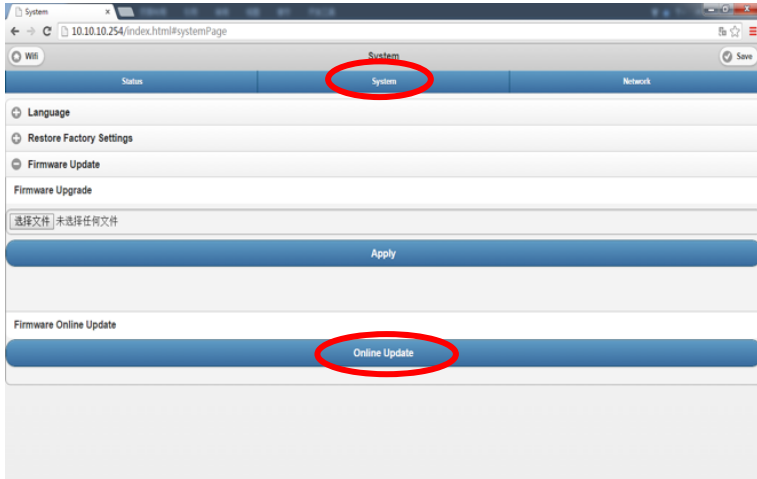 System
10.10.10.254/index.html#systemPage
Wifi
System
Save
Status
System
Network
Language
Restore Factory Settings
Firmware Update
Firmware Upgrade
选择文件 未选择任何文件
Apply
Firmware Online Update
Online Update